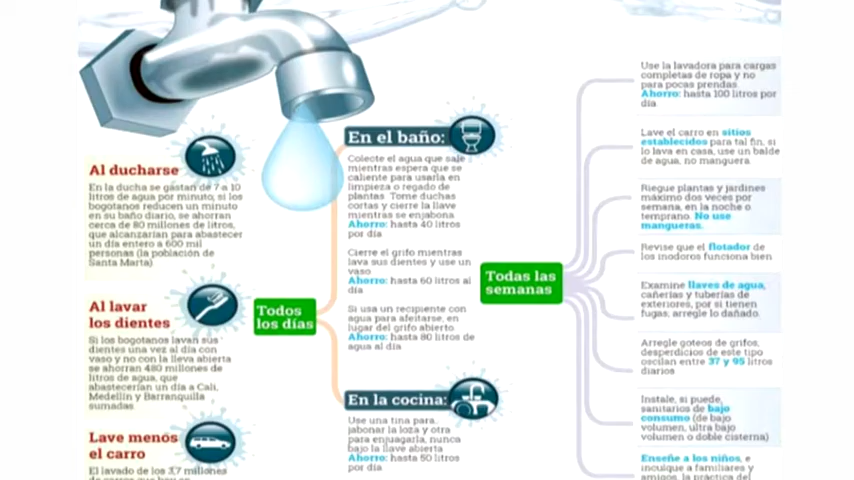 Al ducharse
En la ducha se gastan de 7 a 10
litros de agua por minuto; si los
bogotanos reducen un minuto
en su baño diario, se ahorran
cerca de 80 millones de litros,
que alcanzarían para abastecer
un día entero a 600 mil
personas (la población de
Santa Marta)
Al lavar
los dientes
Si los bogotanos lavan sus
dientes una vez al día con
vaso y no con la lleva abierta
se ahorran 480 millones de
litros de agua, que
abastecerían un día a Cali,
Medellín y Barranquilla
sumadas
Lave menos
el carro
El lavado de los 3,7 millones
Todos
los días
En el baño:
Colecte el agua que sale
mientras espera que se
caliente para usarla en
limpieza o regado de
plantas. Tome duchas
cortas y cierre la llave
mientras se enjabona.
Ahorro: hasta 40 litros
por día
Cierre el grifo mientras
lava sus dientes y use un
vaso
Ahorro: hasta 60 litros al
día
Si usa un recipiente con
agua para afeitarse, en
lugar del grifo abierto
Ahorro: hasta 80 litros de
agua al día
En la cocina:
Use una tina para
jabonar la loza y otra
para enjuagarla, nunca
bajo la llave abierta
Ahorro: hasta 50 litros
por día
Todas las
semanas
Use la lavadora para cargas
completas de ropa y no
para pocas prendas.
Ahorro: hasta 100 litros por
día
Lave el carro en sitios
establecidos para tal fin, si
lo lava en casa, use un balde
de agua, no manguera.
Riegue plantas y jardines
máximo dos veces por
semana, en la noche o
temprano. No use
mangueras.
Revise que el flotador de
los inodoros funciona bien
Examine llaves de agua,
cañerías y tuberías de
exteriores, por si tienen
fugas, arregle lo dañado.
Arregle goteos de grifos,
desperdicios de este tipo
oscilan entre 37 y 95 litros
diarios
Instale, si puede,
sanitarios de bajo
consumo (de bajo
volumen, ultra bajo
volumen o doble cisterna)
Enseñe a los niños, e
inculque a familiares y
amigos, la práctica del